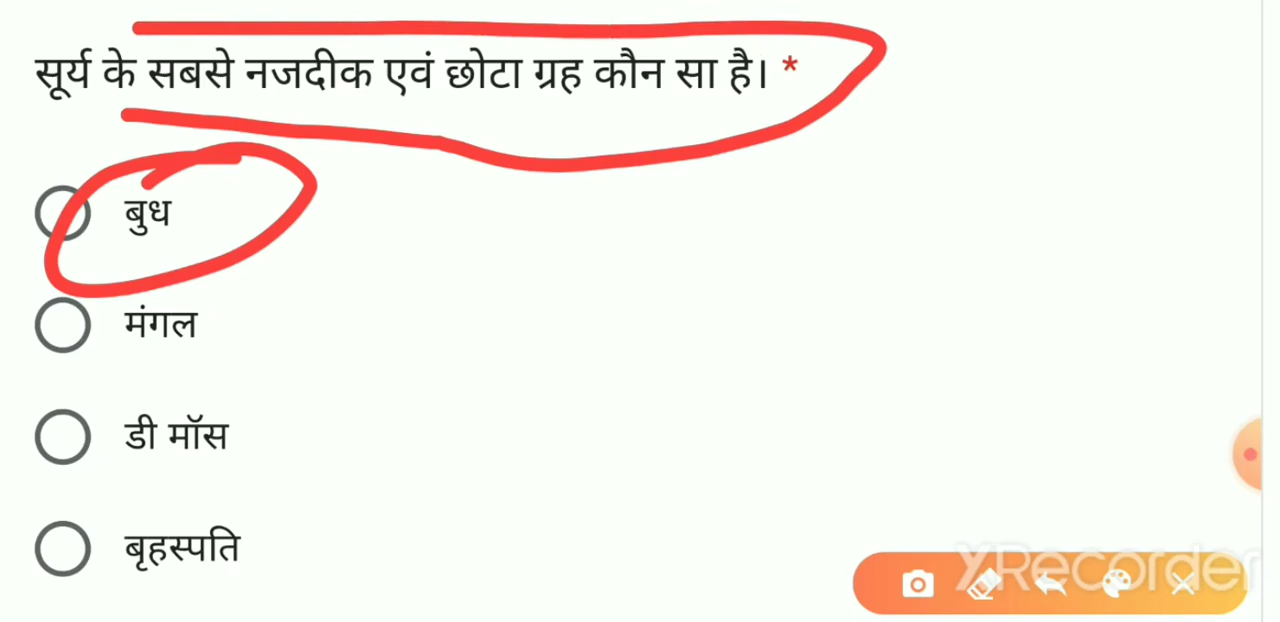 सूर्य के सबसे नजदीक एवं छोटा ग्रह कौन सा है। *
बुध
मंगल
डी मॉस
बृहस्पति
XRecorder